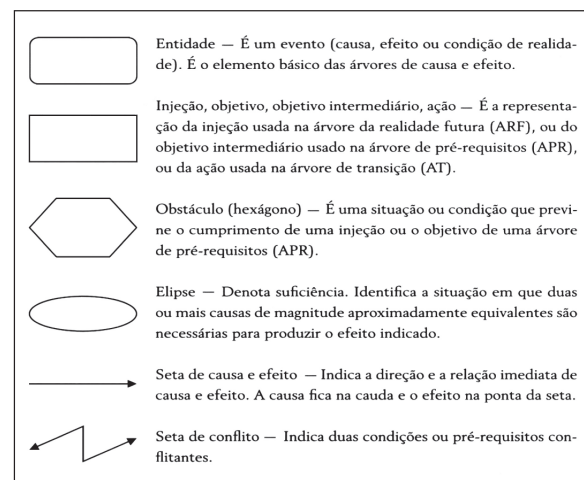 Entidade — É um evento (causa, efeito ou condição de realida-
de). É o elemento básico das árvores de causa e efeito.
Injeção, objetivo, objetivo intermediário, ação — É a representa-
ção da injeção usada na árvore da realidade futura (ARF), ou do
objetivo intermediário usado na árvore de pré-requisitos (APR),
ou da ação usada na árvore de transição (AT).
Obstáculo (hexágono) — É uma situação ou condição que previ-
ne o cumprimento de uma injeção ou o objetivo de uma árvore
de pré-requisitos (APR).
Elipse — Denota suficiência. Identifica a situação em que duas
ou mais causas de magnitude aproximadamente equivalentes são
necessárias para produzir o efeito indicado.
Seta de causa e efeito — Indica a direção e a relação imediata de
causa e efeito. A causa fica na cauda e o efeito na ponta da seta.
Seta de conflito — Indica duas condições ou pré-requisitos con-
flitantes.